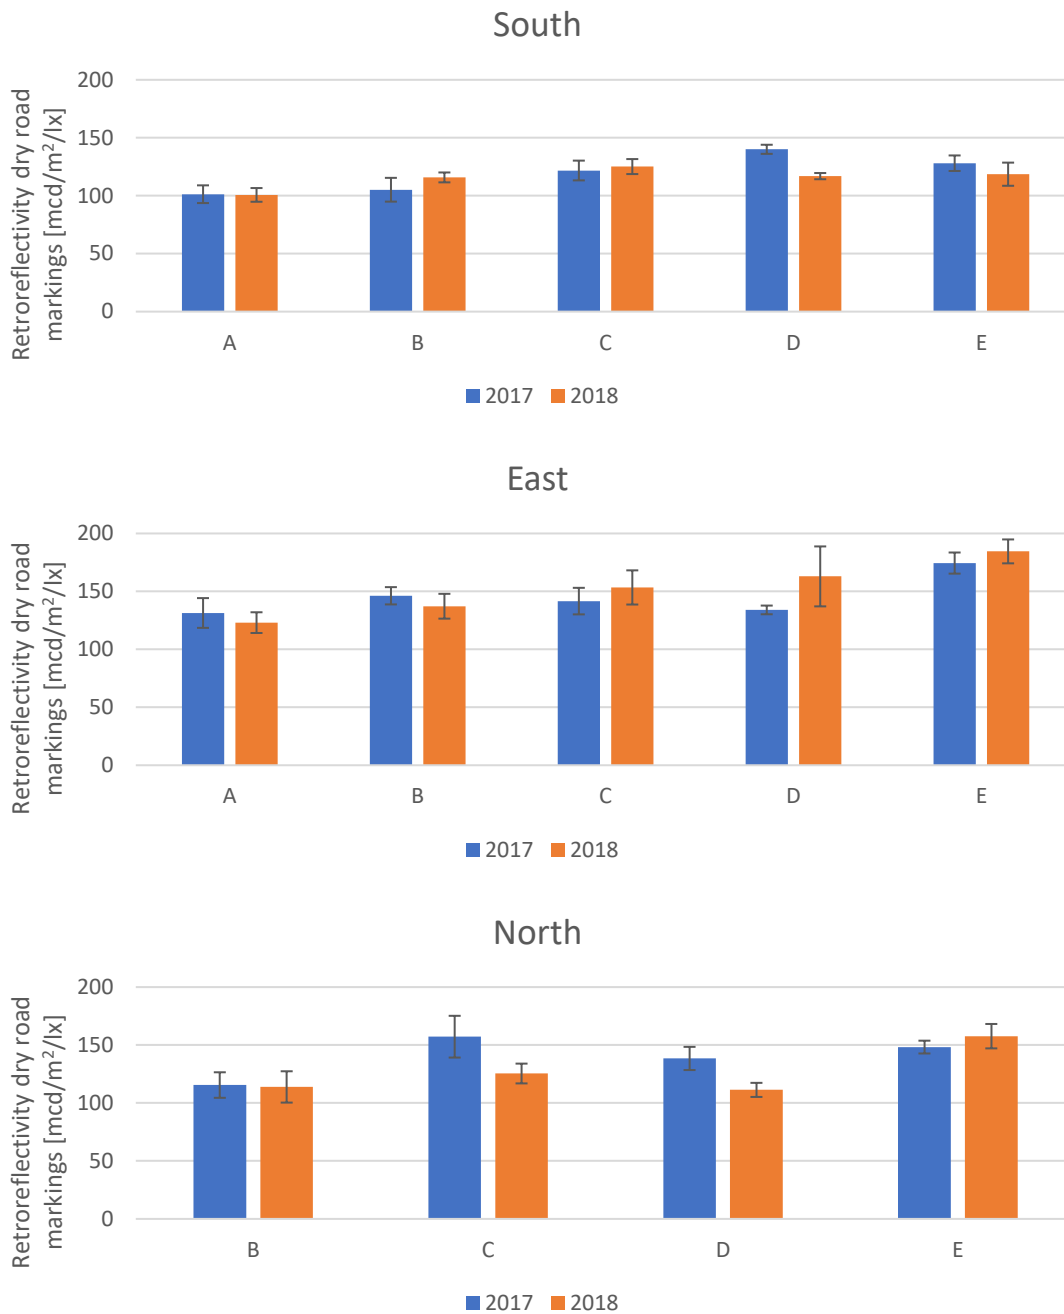 South
Retroreflectivity dry road
markings [mcd/m²/lx]
200
150
100
50
0
A B C D E
2017 2018
East
Retroreflectivity dry road
markings [mcd/m²/lx]
200
150
100
50
0
A B C D E
2017 2018
North
Retroreflectivity dry road
markings [mcd/m²/lx]
200
150
100
50
0
B C D E
2017 2018